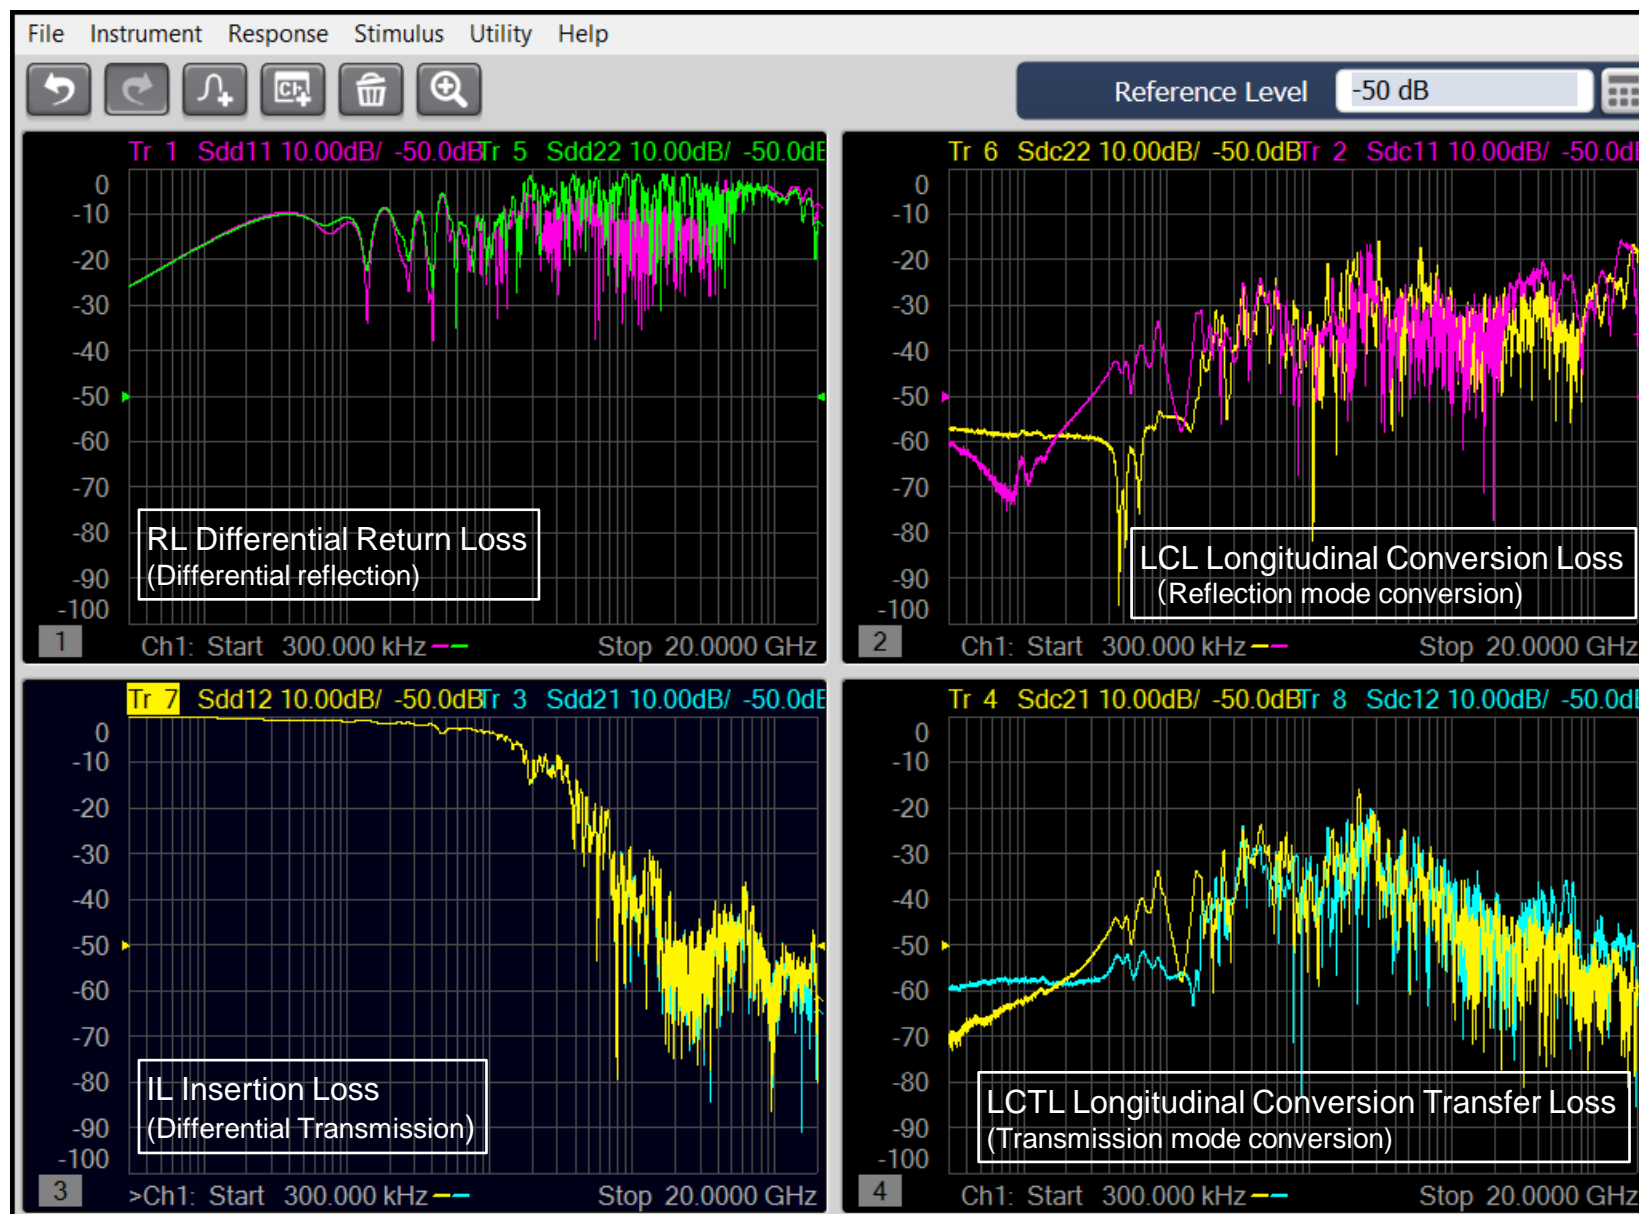 File Instrument Response Stimulus Utility Help
Ch
Reference Level -50 dB
Tr 1 Sdd11 10.00dB/ -50.0dB Tr 5 Sdd22 10.00dB/ -50.0dB
0
-10
-20
-30
-40
-50
-60
-70
-80
-90
-100
RL Differential Return Loss
(Differential reflection)
1 Ch1: Start 300.000 kHz Stop 20.0000 GHz
Tr 6 Sdc22 10.00dB/ -50.0dB Tr 2 Sdc11 10.00dB/ -50.0dB
0
-10
-20
-30
-40
-50
-60
-70
-80
-90
-100
LCL Longitudinal Conversion Loss
(Reflection mode conversion)
2 Ch1: Start 300.000 kHz Stop 20.0000 GHz
Tr 7 Sdd12 10.00dB/ -50.0dB Tr 3 Sdd21 10.00dB/ -50.0dB
0
-10
-20
-30
-40
-50
-60
-70
-80
-90
-100
IL Insertion Loss
(Differential Transmission)
3 >Ch1: Start 300.000 kHz Stop 20.0000 GHz
Tr 4 Sdc21 10.00dB/ -50.0dB Tr 8 Sdc12 10.00dB/ -50.0dB
0
-10
-20
-30
-40
-50
-60
-70
-80
-90
-100
LCTL Longitudinal Conversion Transfer Loss
(Transmission mode conversion)
4 Ch1: Start 300.000 kHz Stop 20.0000 GHz